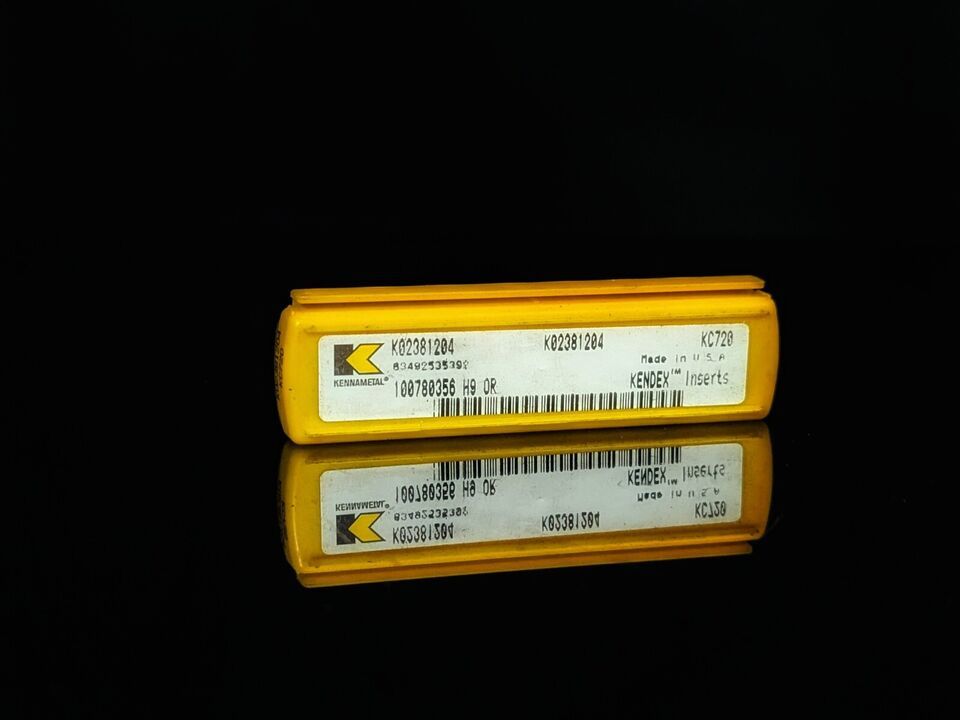 K02381204 K02381204 KC720
Made in U S A
KENNAMETAL®
100780356 H9 OR KENDEX™ Inserts